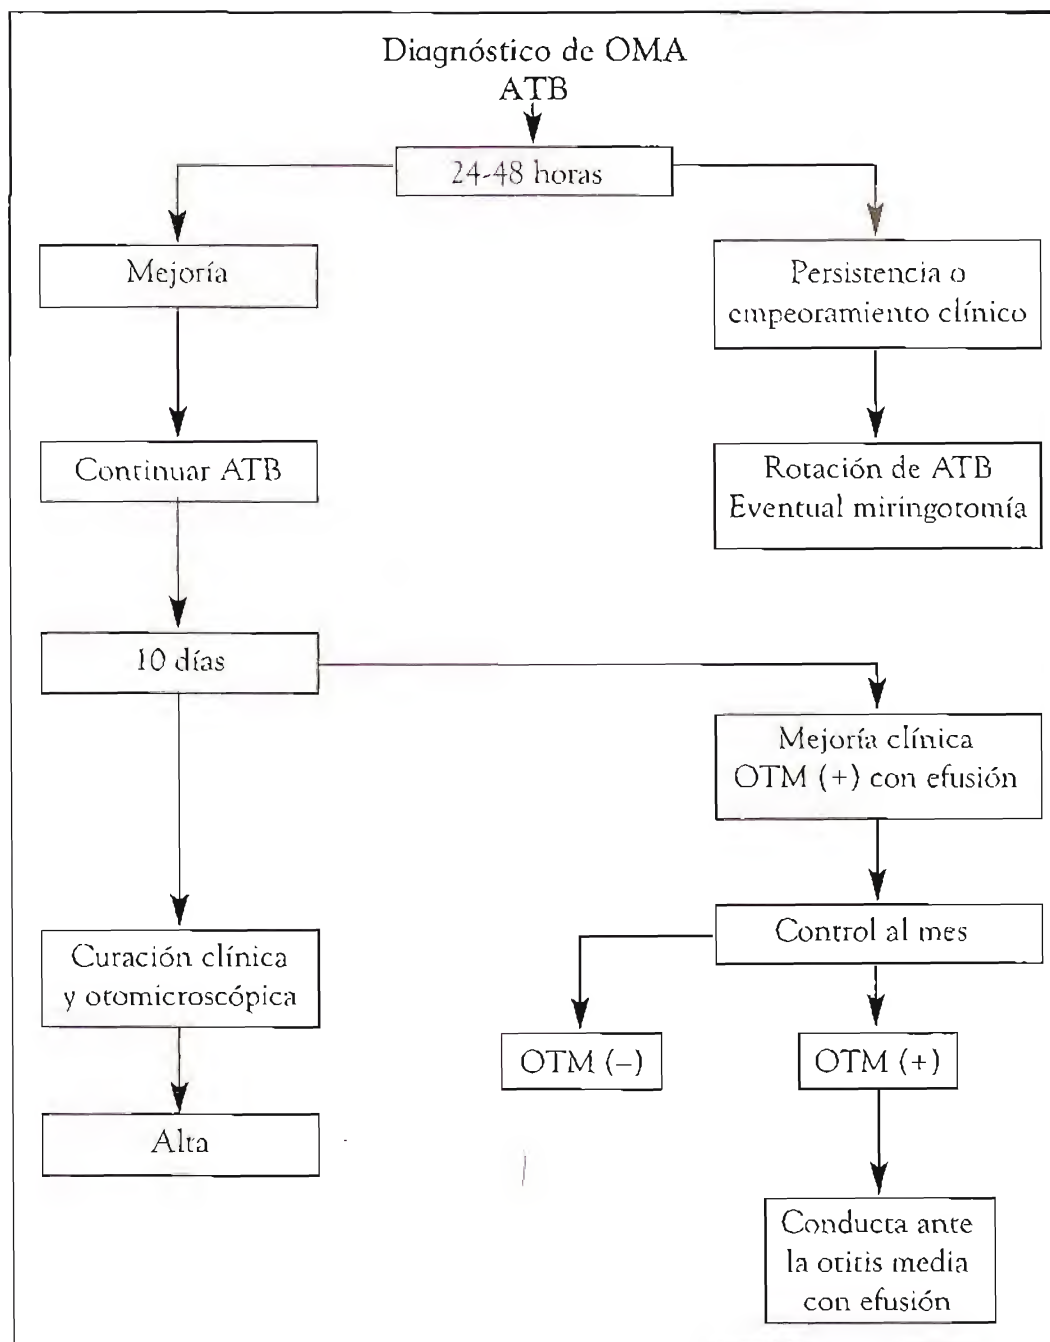 Diagnóstico de OMA
ATB
24-48 horas
Mejoría
Persistencia o
empeoramiento clínico
Continuar ATB
Rotación de ATB
Eventual miringotomía
10 días
Mejoría clínica
OTM (+) con efusión
Control al mes
Curación clínica
y otomicroscópica
OTM (–)
OTM (+)
Alta
Conducta ante
la otitis media
con efusión